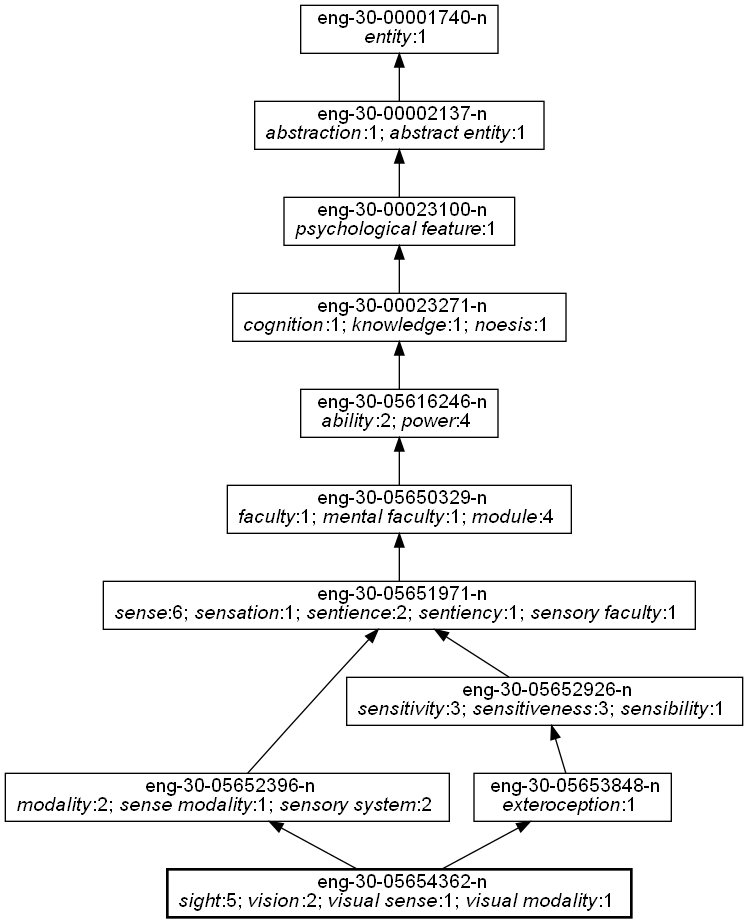 eng-30-00001740-n
entity:1
eng-30-00002137-n
abstraction:1; abstract entity:1
eng-30-00023100-n
psychological feature:1
eng-30-00023271-n
cognition:1; knowledge:1; noesis:1
eng-30-05616246-n
ability:2; power:4
eng-30-05650329-n
faculty:1; mental faculty:1; module:4
eng-30-05651971-n
sense:6; sensation:1; sentience:2; sentiency:1; sensory faculty:1
eng-30-05652926-n
sensitivity:3; sensitiveness:3; sensibility:1
eng-30-05652396-n
modality:2; sense modality:1; sensory system:2
eng-30-05653848-n
exteroception:1
eng-30-05654362-n
sight:5; vision:2; visual sense:1; visual modality:1